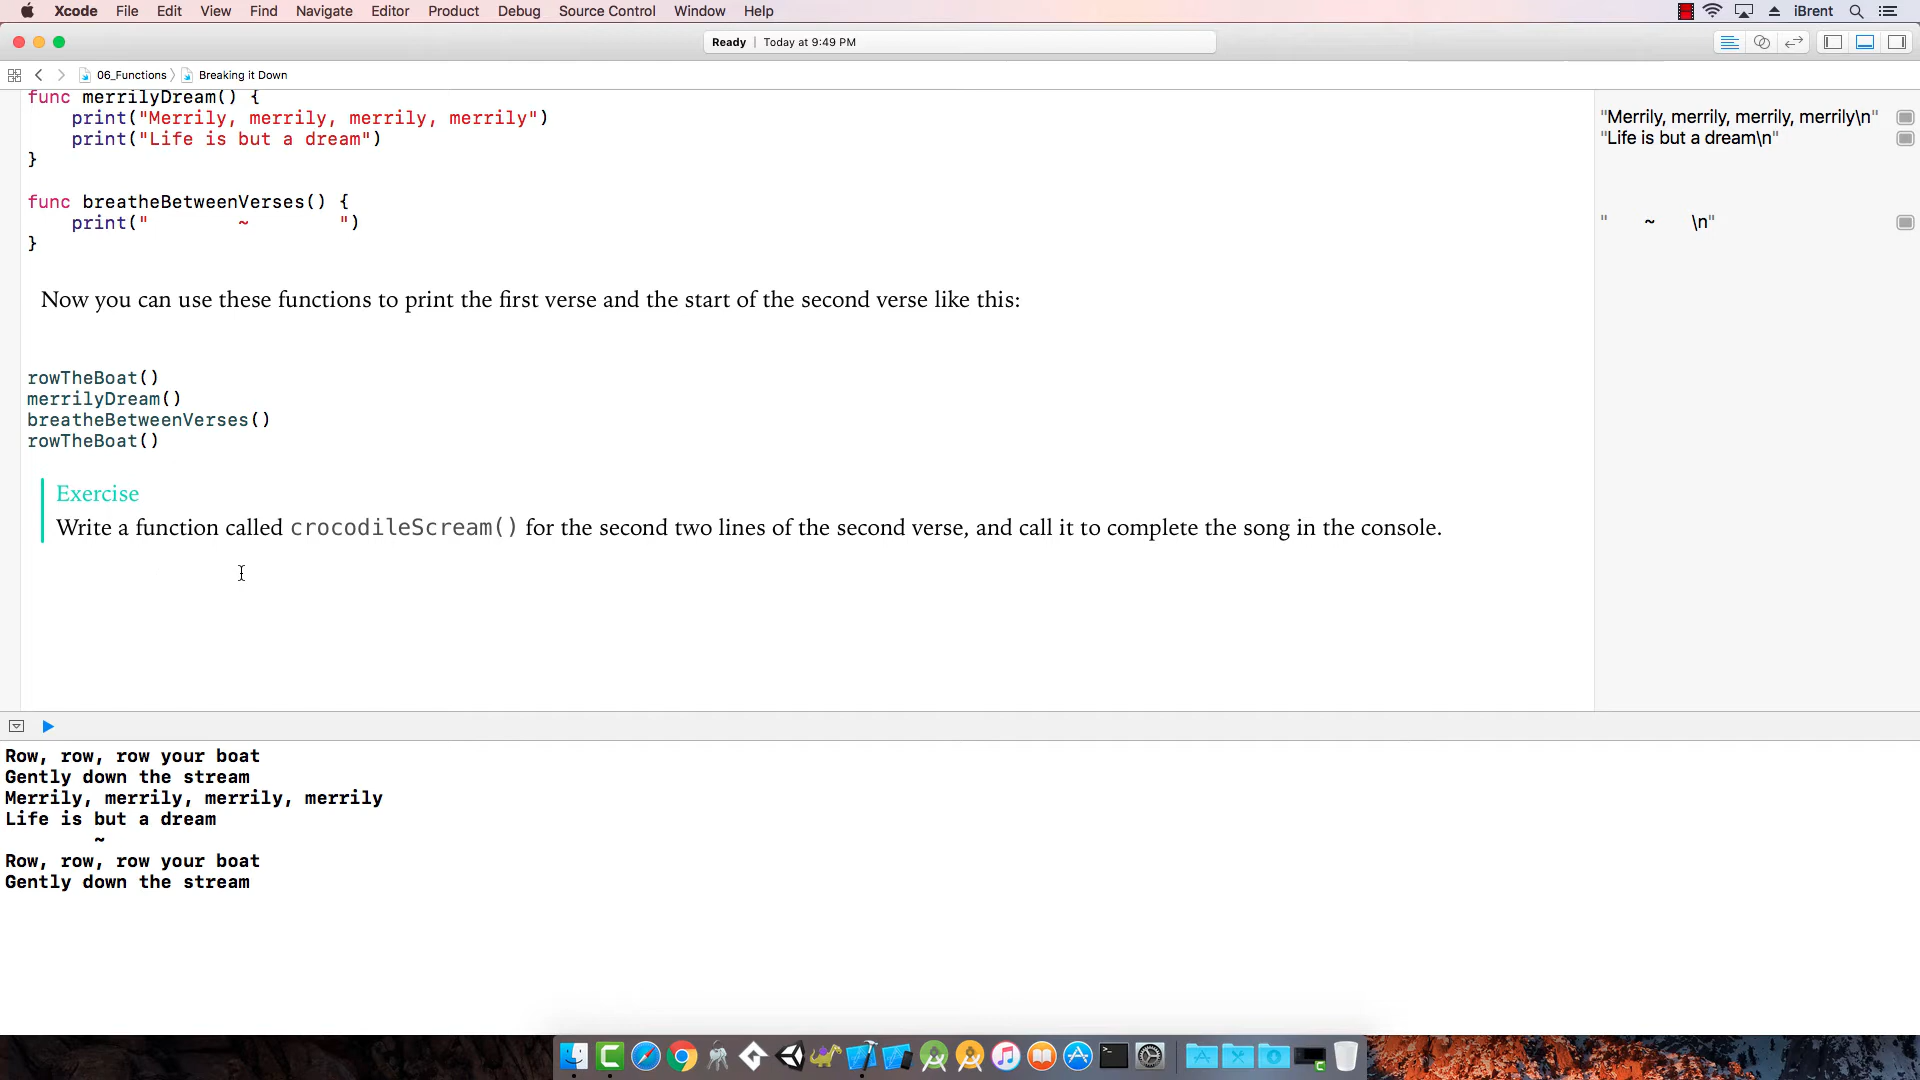 Xcode File Edit View Find Navigate Editor Product Debug Source Control Window Help iBrent
Ready | Today at 9:49 PM
06_Functions Breaking it Down
func merrilyDream() {
print("Merrily, merrily, merrily, merrily")
print("Life is but a dream")
}
"Merrily, merrily, merrily, merrily\n"
"Life is but a dream\n"
func breatheBetweenVerses() {
print("         ~         ")
}
"    ~    \n"
Now you can use these functions to print the first verse and the start of the second verse like this:
rowTheBoat()
merrilyDream()
breatheBetweenVerses()
rowTheBoat()
Exercise
Write a function called crocodileScream() for the second two lines of the second verse, and call it to complete the song in the console.
Row, row, row your boat
Gently down the stream
Merrily, merrily, merrily, merrily
Life is but a dream
~
Row, row, row your boat
Gently down the stream